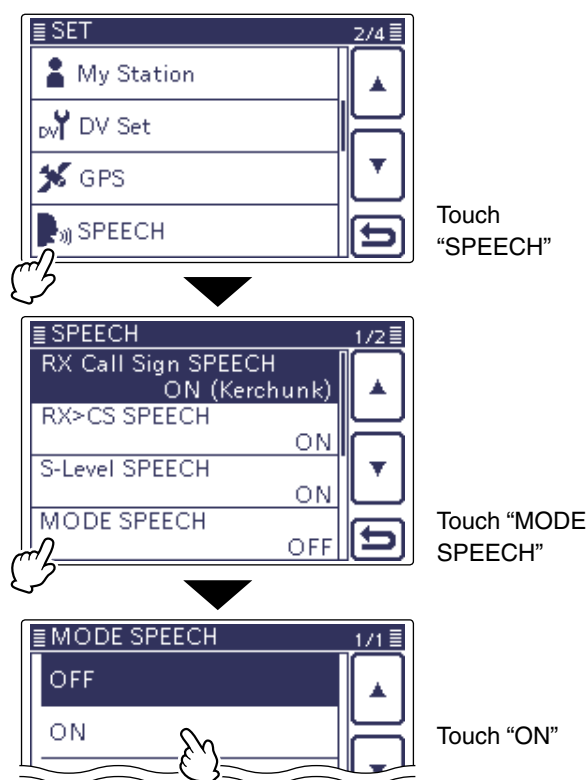 SET 2/4
My Station
DV DV Set
GPS
SPEECH
Touch
“SPEECH”
SPEECH 1/2
RX Call Sign SPEECH
ON (Kerchunk)
RX>CS SPEECH
ON
S-Level SPEECH
ON
MODE SPEECH
OFF
Touch “MODE
SPEECH”
MODE SPEECH 1/1
OFF
ON
Touch “ON”